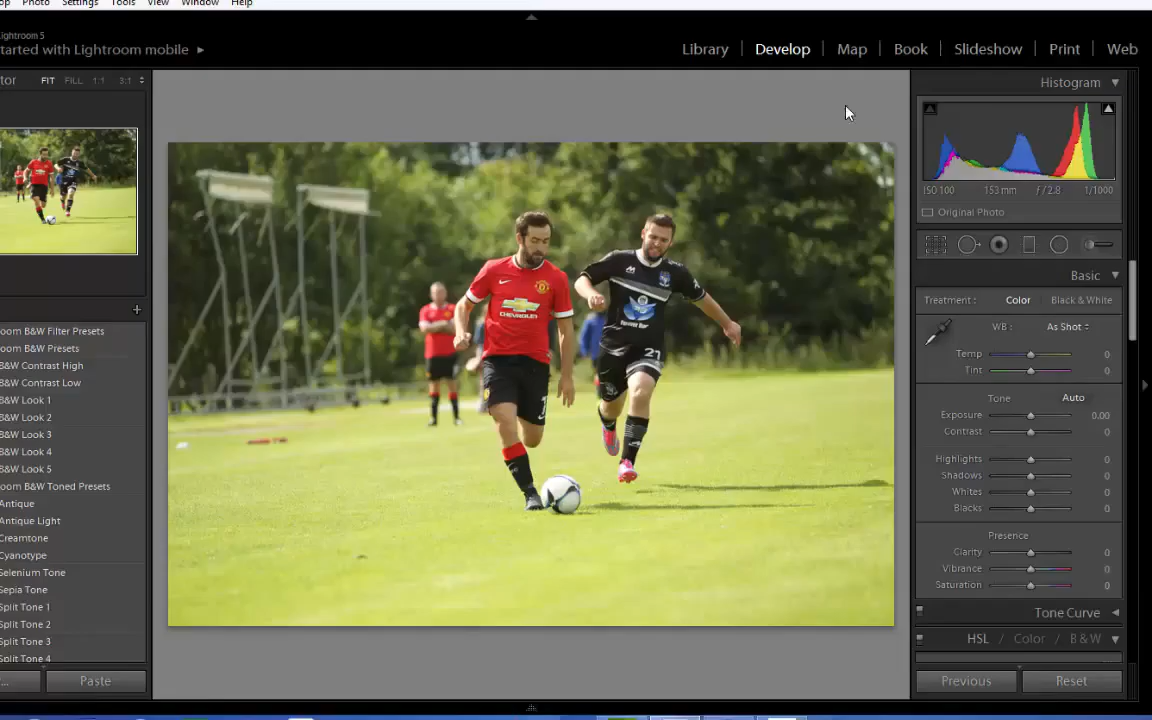 op Photo Settings Tools View Window Help
ightroom 5
tarted with Lightroom mobile
Library Develop Map Book Slideshow Print Web
tor FIT FILL 1:1 3:1
Histogram
ISO 100 153 mm f / 2.8 1/1000
Original Photo
Basic
Treatment : Color Black & White
WB : As Shot
Temp 0
Tint 0
Tone Auto
Exposure 0.00
Contrast 0
Highlights 0
Shadows 0
Whites 0
Blacks 0
Presence
Clarity 0
Vibrance 0
Saturation 0
Tone Curve
HSL / Color / B & W
Previous Reset
oom B&W Filter Presets
oom B&W Presets
B&W Contrast High
B&W Contrast Low
B&W Look 1
B&W Look 2
B&W Look 3
B&W Look 4
B&W Look 5
oom B&W Toned Presets
Antique
Antique Light
Creamtone
Cyanotype
Selenium Tone
Sepia Tone
Split Tone 1
Split Tone 2
Split Tone 3
Split Tone 4
... Paste
CHEVROLET
21
1